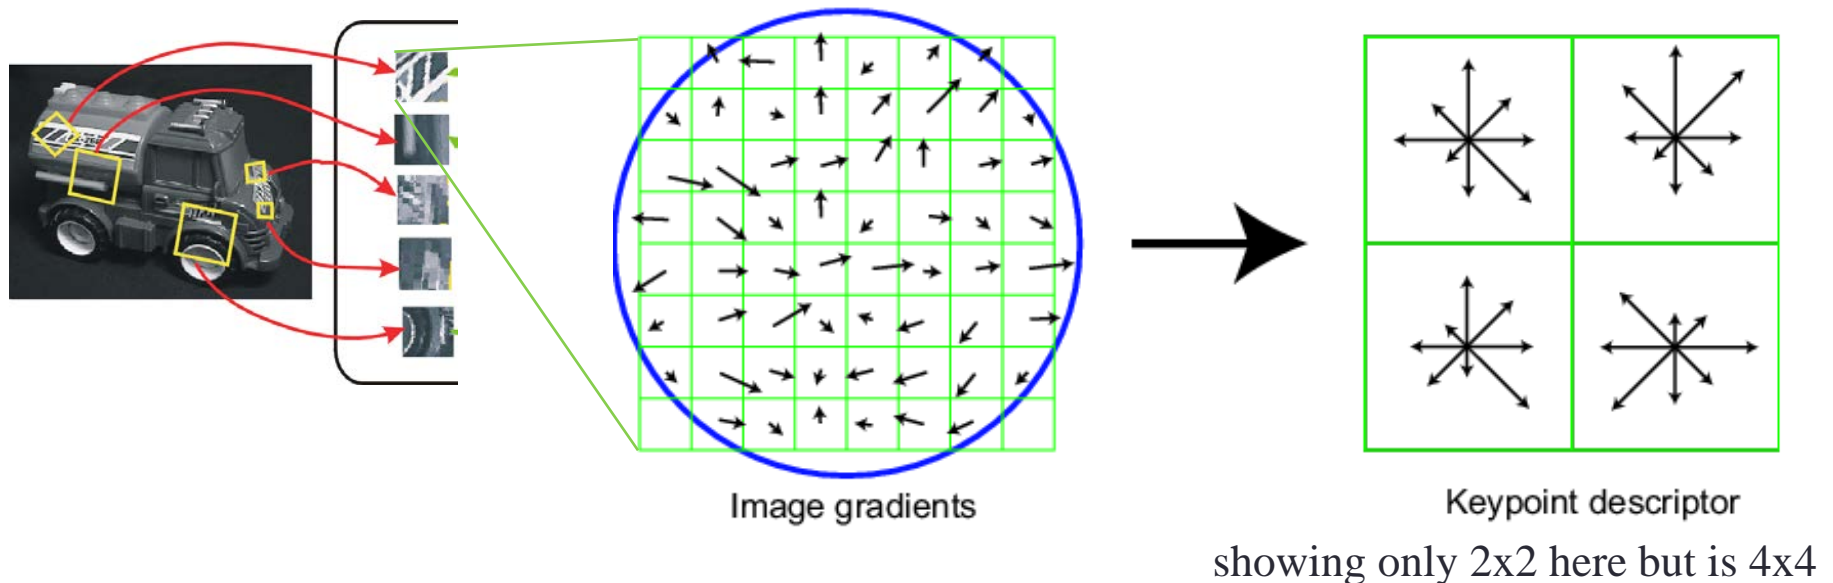 Image gradients
Keypoint descriptor
showing only 2x2 here but is 4x4